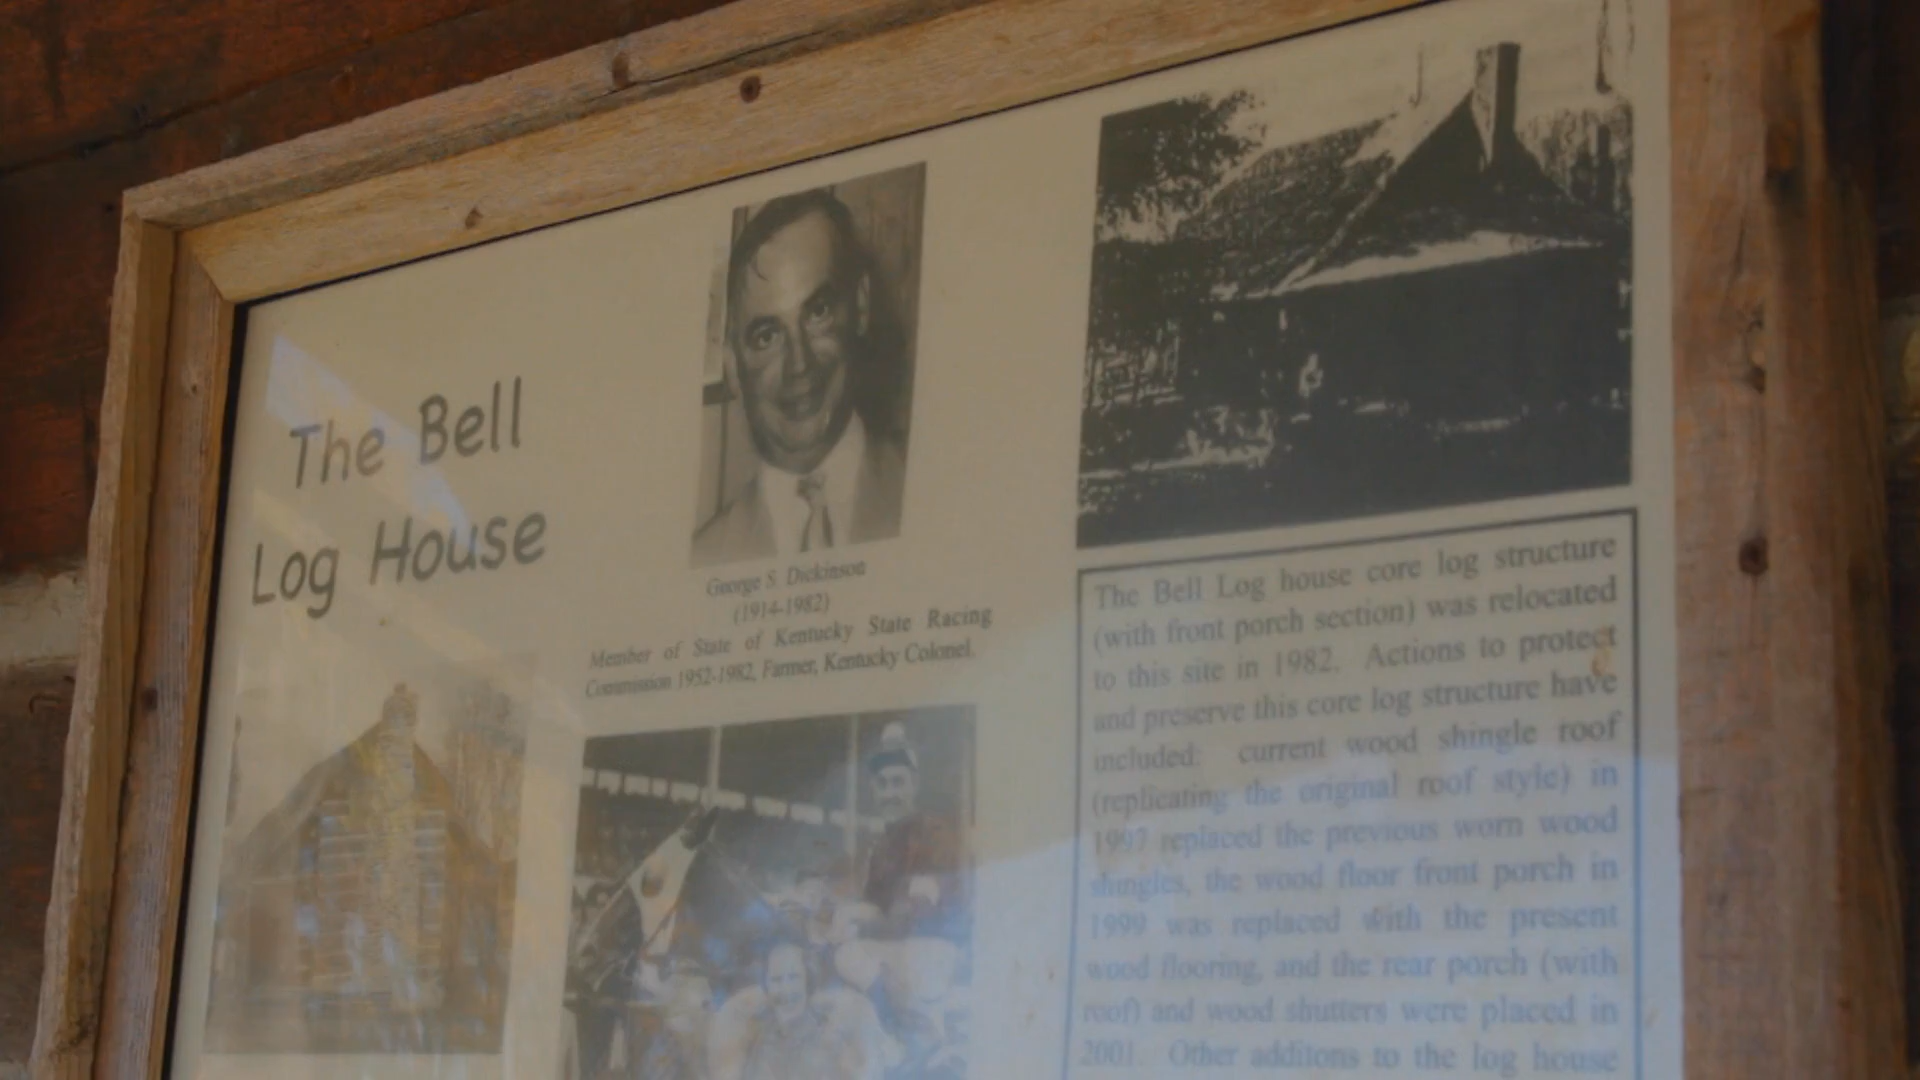 The Bell
Log House
George S. Dickinson
(1914-1982)
Member of State of Kentucky State Racing
Commission 1952-1982, Farmer, Kentucky Colonel.
The Bell Log house core log structure
(with front porch section) was relocated
to this site in 1982. Actions to protect
and preserve this core log structure have
included: current wood shingle roof
(replicating the original roof style) in
1997 replaced the previous worn wood
shingles, the wood floor front porch in
1999 was replaced with the present
wood flooring, and the rear porch (with
roof) and wood shutters were placed in
2001. Other additons to the log house